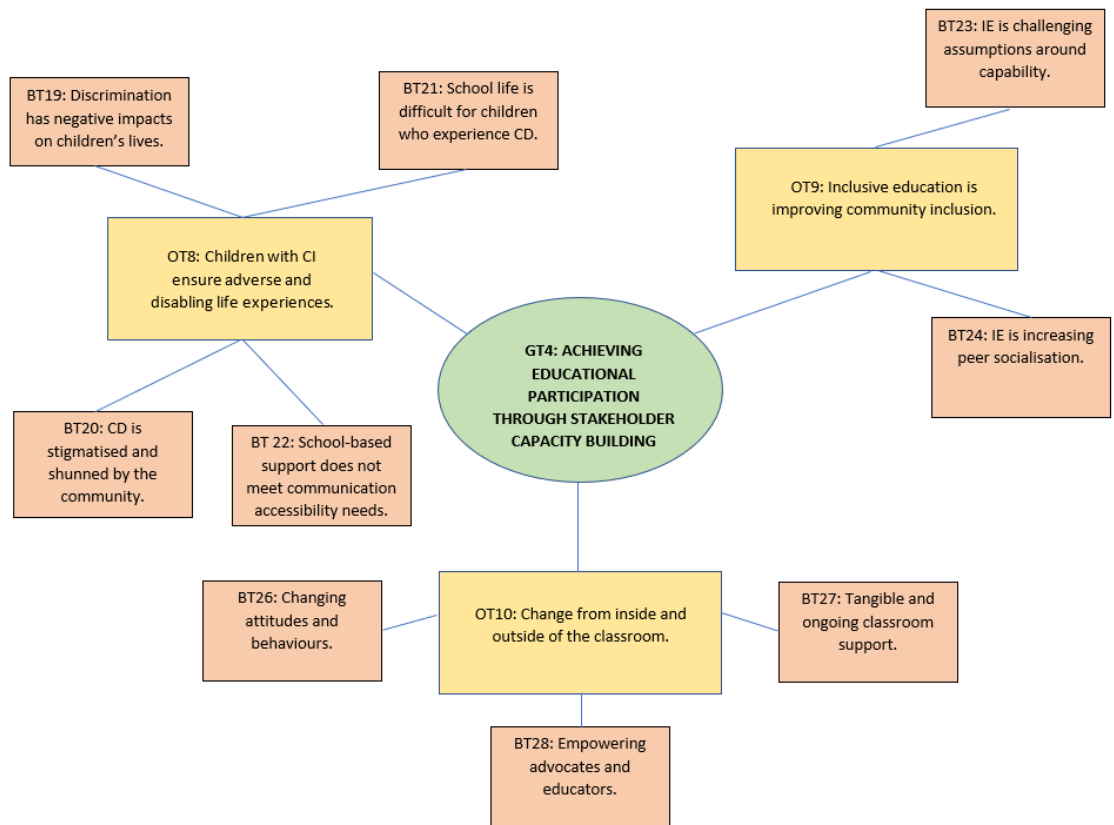 BT23: IE is challenging
assumptions around
capability.
BT19: Discrimination
has negative impacts
on children’s lives.
BT21: School life is
difficult for children
who experience CD.
OT9: Inclusive education is
improving community inclusion.
OT8: Children with CI
ensure adverse and
disabling life experiences.
GT4: ACHIEVING
EDUCATIONAL
PARTICIPATION
THROUGH STAKEHOLDER
CAPACITY BUILDING
BT24: IE is increasing
peer socialisation.
BT20: CD is
stigmatised and
shunned by the
community.
BT 22: School-based
support does not
meet communication
accessibility needs.
BT26: Changing
attitudes and
behaviours.
OT10: Change from inside and
outside of the classroom.
BT27: Tangible and
ongoing classroom
support.
BT28: Empowering
advocates and
educators.